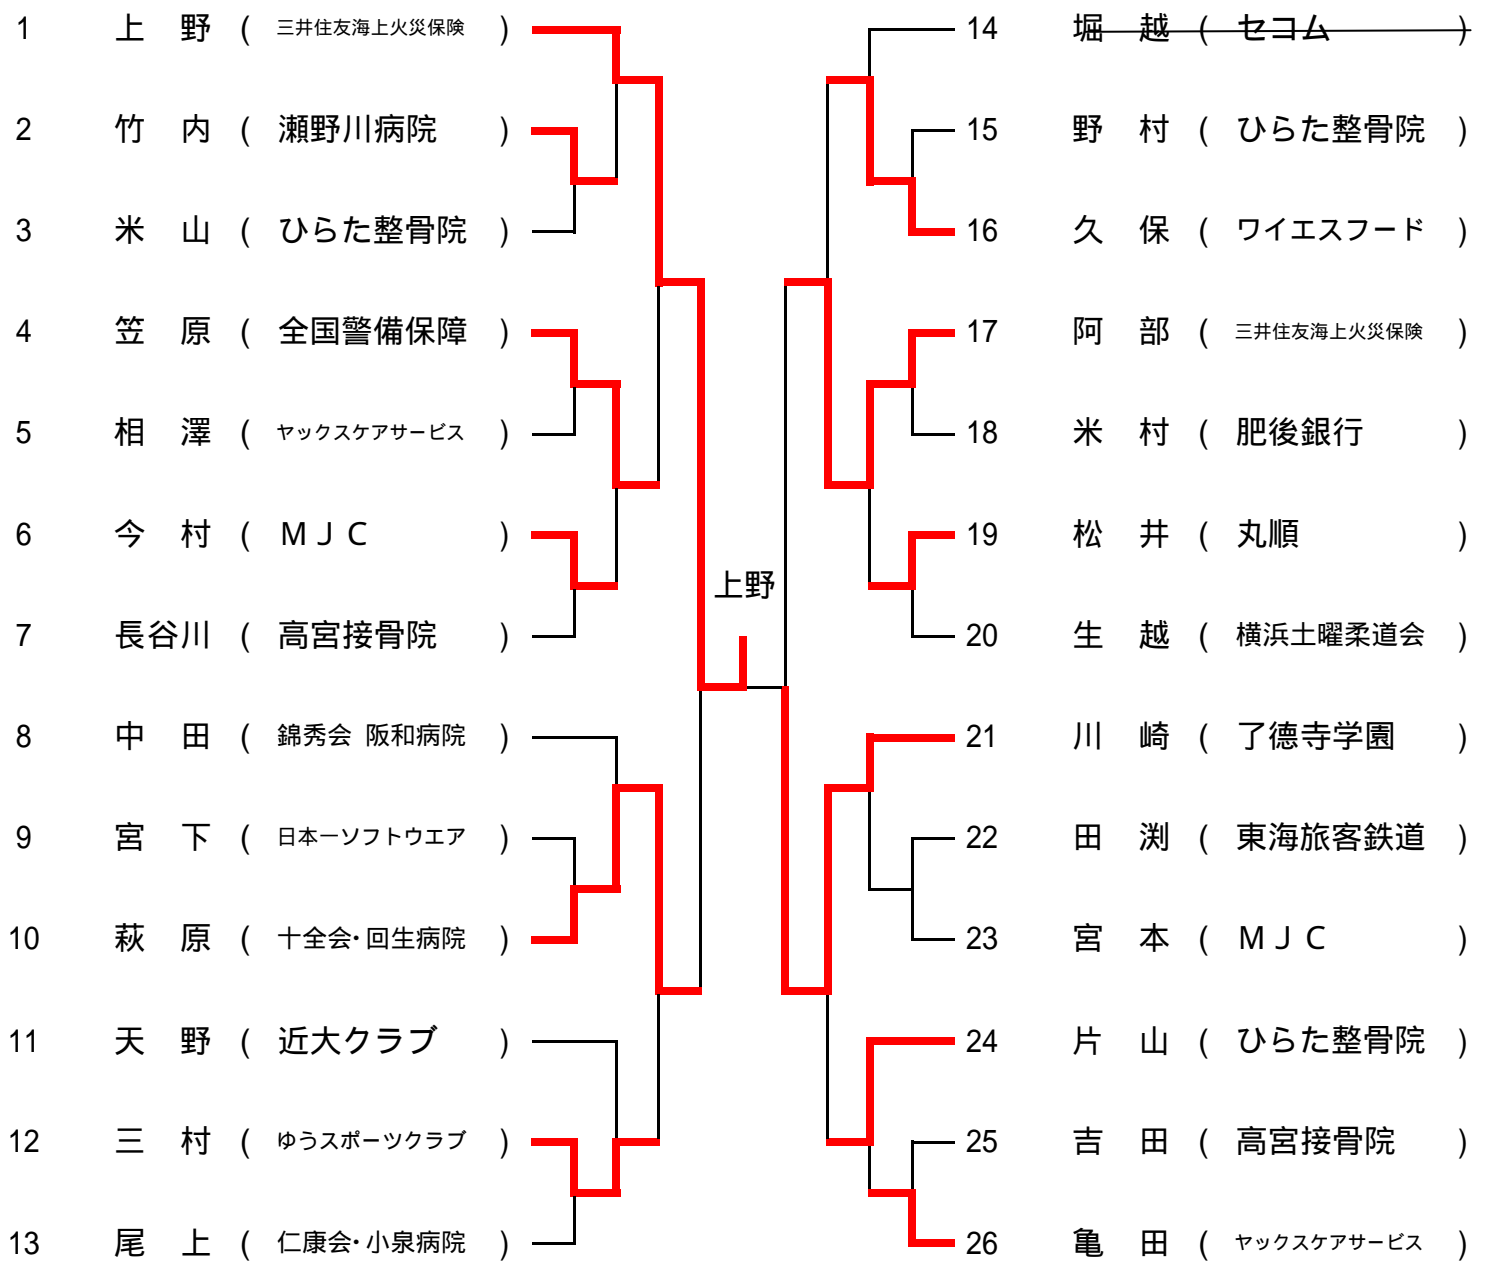 1 上 野 ( 三井住友海上火災保険 )
2 竹 内 ( 瀬野川病院 )
3 米 山 ( ひらた整骨院 )
4 笠 原 ( 全国警備保障 )
5 相 澤 ( ヤックスケアサービス )
6 今 村 ( ＭＪＣ )
7 長谷川 ( 高宮接骨院 )
8 中 田 ( 錦秀会 阪和病院 )
9 宮 下 ( 日本一ソフトウエア )
10 萩 原 ( 十全会・回生病院 )
11 天 野 ( 近大クラブ )
12 三 村 ( ゆうスポーツクラブ )
13 尾 上 ( 仁康会・小泉病院 )
上野
14 堀 越 ( セコム )
15 野 村 ( ひらた整骨院 )
16 久 保 ( ワイエスフード )
17 阿 部 ( 三井住友海上火災保険 )
18 米 村 ( 肥後銀行 )
19 松 井 ( 丸順 )
20 生 越 ( 横浜土曜柔道会 )
21 川 崎 ( 了德寺学園 )
22 田 渕 ( 東海旅客鉄道 )
23 宮 本 ( ＭＪＣ )
24 片 山 ( ひらた整骨院 )
25 吉 田 ( 高宮接骨院 )
26 亀 田 ( ヤックスケアサービス )